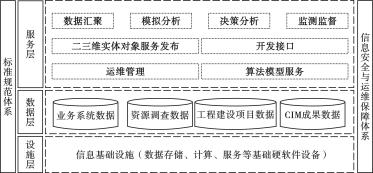 标准规范体系
服务层
数据汇聚
模拟分析
决策分析
监测监督
二三维实体对象服务发布
开发接口
运维管理
算法模型服务
数据层
业务系统数据
资源调查数据
工程建设项目数据
CIM成果数据
设施层
信息基础设施（数据存储、计算、服务等基础硬软件设备）
信息安全与运维保障体系